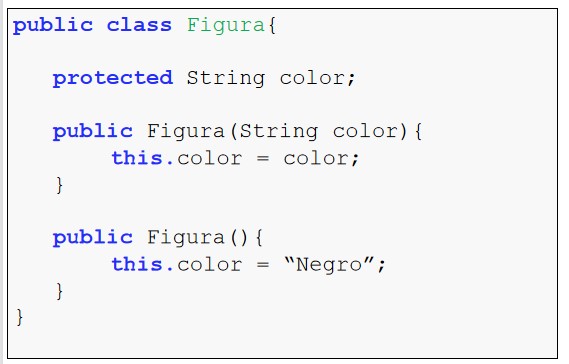 public class Figura{
protected String color;
public Figura(String color){
this.color = color;
}
public Figura(){
this.color = “Negro”;
}
}